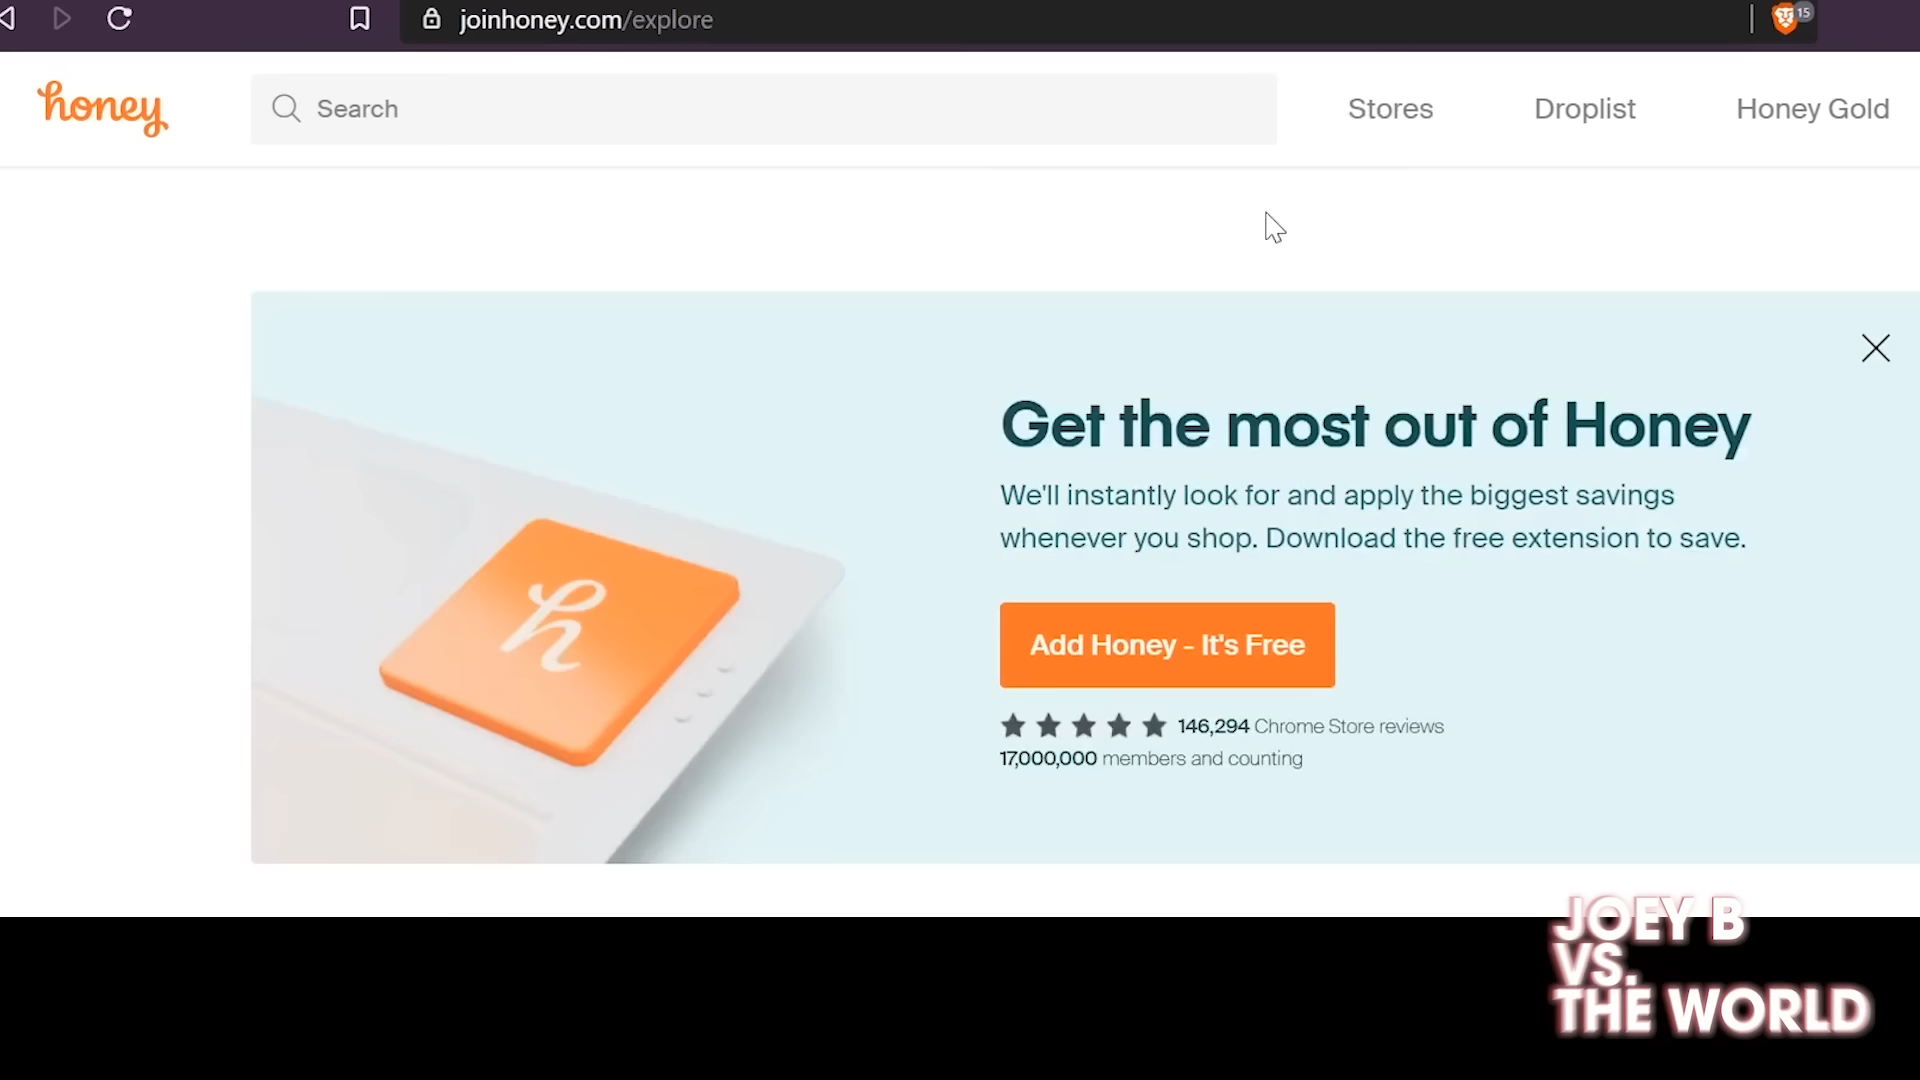 joinhoney.com/explore
15
honey
Search
Stores
Droplist
Honey Gold
Get the most out of Honey
We'll instantly look for and apply the biggest savings
whenever you shop. Download the free extension to save.
h
Add Honey - It's Free
146,294 Chrome Store reviews
17,000,000 members and counting
JOEY B
VS.
THE WORLD